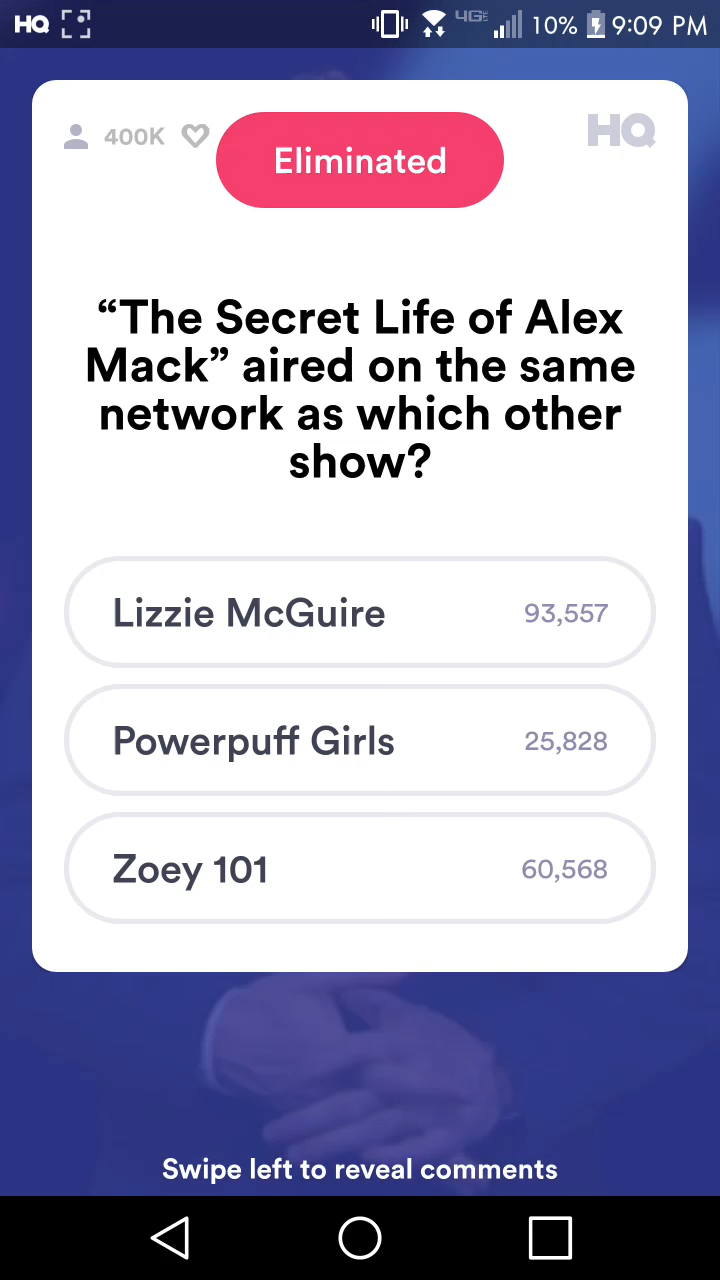 HQ 4G LTE 10% 9:09 PM
400K Eliminated HQ
“The Secret Life of Alex
Mack” aired on the same
network as which other
show?
Lizzie McGuire 93,557
Powerpuff Girls 25,828
Zoey 101 60,568
Swipe left to reveal comments